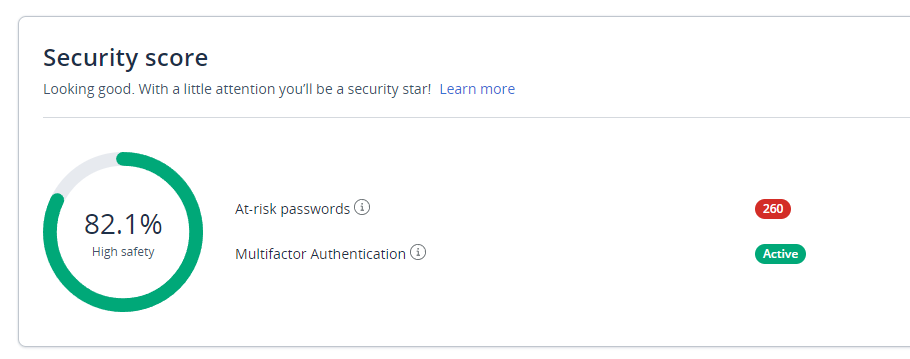 Security score
Looking good. With a little attention you’ll be a security star! Learn more
82.1%
High safety
At-risk passwords 260
Multifactor Authentication Active